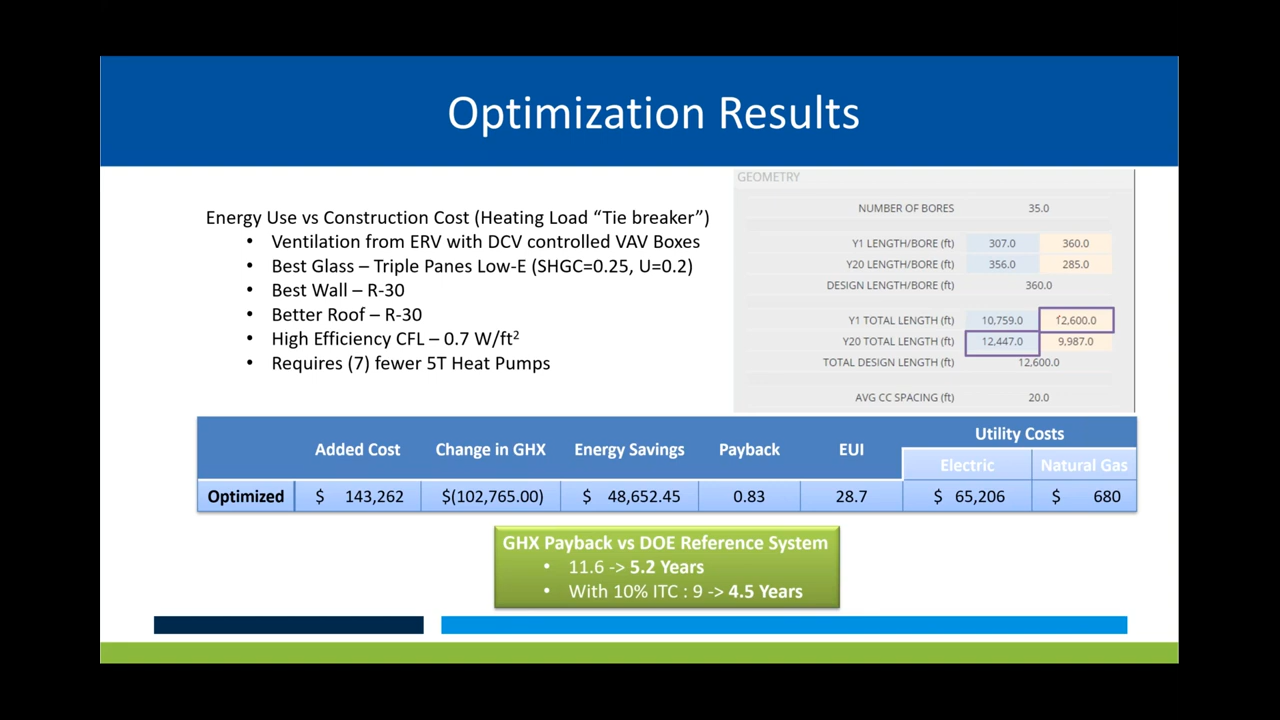 Optimization Results
Energy Use vs Construction Cost (Heating Load “Tie breaker”)
• Ventilation from ERV with DCV controlled VAV Boxes
• Best Glass – Triple Panes Low-E (SHGC=0.25, U=0.2)
• Best Wall – R-30
• Better Roof – R-30
• High Efficiency CFL – 0.7 W/ft²
• Requires (7) fewer 5T Heat Pumps
GEOMETRY
NUMBER OF BORES 35.0
Y1 LENGTH/BORE (ft) 307.0 360.0
Y20 LENGTH/BORE (ft) 356.0 285.0
DESIGN LENGTH/BORE (ft) 360.0
Y1 TOTAL LENGTH (ft) 10,759.0 12,600.0
Y20 TOTAL LENGTH (ft) 12,447.0 9,987.0
TOTAL DESIGN LENGTH (ft) 12,600.0
AVG CC SPACING (ft) 20.0
Added Cost Change in GHX Energy Savings Payback EUI Utility Costs
Electric Natural Gas
Optimized $ 143,262 $(102,765.00) $ 48,652.45 0.83 28.7 $ 65,206 $ 680
GHX Payback vs DOE Reference System
• 11.6 -> 5.2 Years
• With 10% ITC : 9 -> 4.5 Years